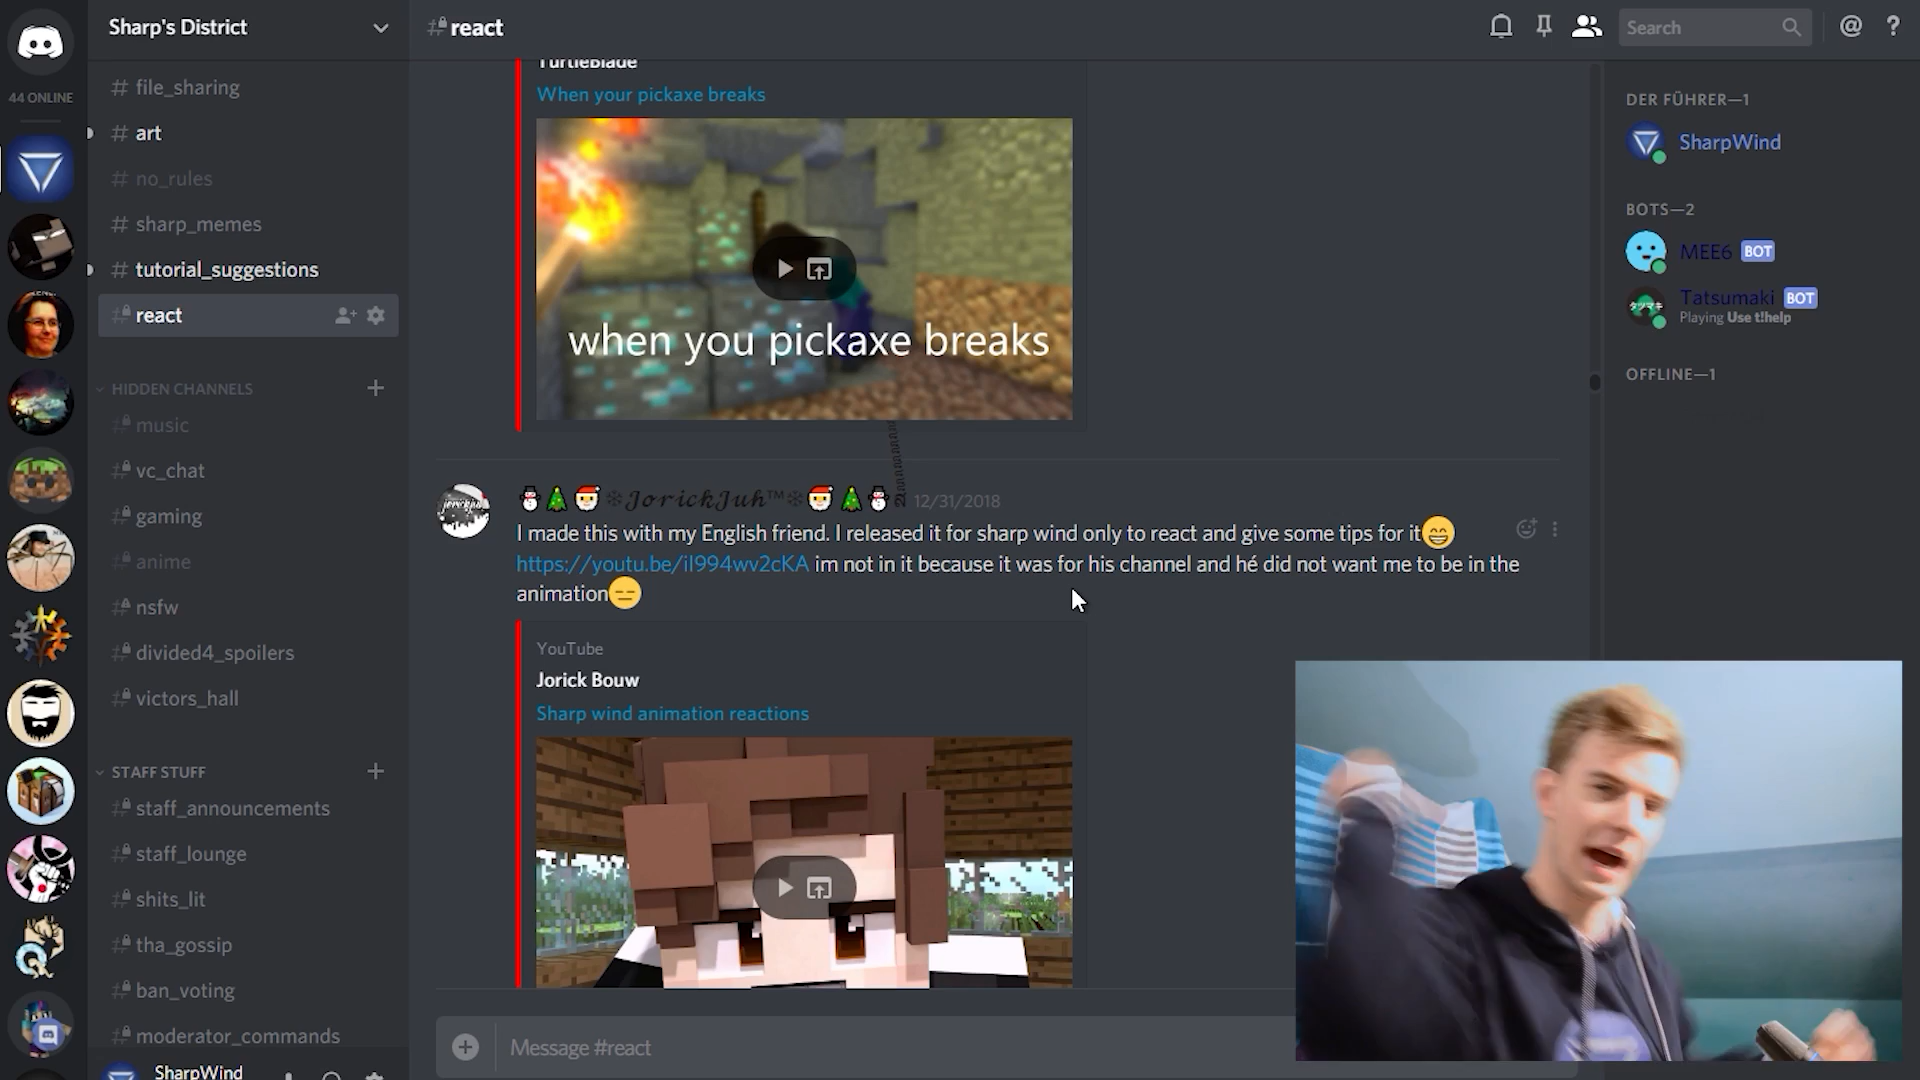 44 ONLINE
Sharp's District
# file_sharing
# art
# no_rules
# sharp_memes
# tutorial_suggestions
# react
HIDDEN CHANNELS
# music
# vc_chat
# gaming
# anime
# nsfw
# divided4_spoilers
# victors_hall
STAFF STUFF
# staff_announcements
# staff_lounge
# shits_lit
# tha_gossip
# ban_voting
# moderator_commands
SharpWind
# react
Search
TurtleBlade
When your pickaxe breaks
when you pickaxe breaks
❄JorickJuh™❄ 12/31/2018
I made this with my English friend. I released it for sharp wind only to react and give some tips for it😄
https://youtu.be/il994wv2cKA im not in it because it was for his channel and hé did not want me to be in the
animation😑
YouTube
Jorick Bouw
Sharp wind animation reactions
Message #react
DER FÜHRER—1
SharpWind
BOTS—2
MEE6 BOT
Tatsumaki BOT
Playing Use t!help
OFFLINE—1